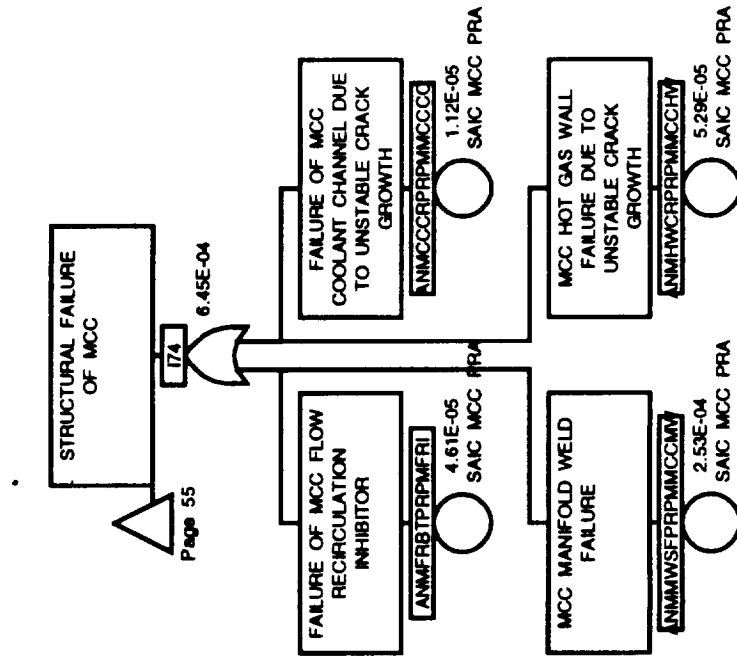 STRUCTURAL FAILURE
OF MCC
I74
6.45E-04
Page 55
FAILURE OF MCC FLOW
RECIRCULATION
INHIBITOR
ANMFRBTPRPMFRI
4.61E-05
SAIC MCC PRA
FAILURE OF MCC
COOLANT CHANNEL DUE
TO UNSTABLE CRACK
GROWTH
ANMCCCRPRPMMCCCC
1.12E-05
SAIC MCC PRA
MCC MANIFOLD WELD
FAILURE
ANMMWSFPRPMMCCMW
2.53E-04
SAIC MCC PRA
MCC HOT GAS WALL
FAILURE DUE TO
UNSTABLE CRACK
GROWTH
ANMHWCRPRPMMCCHW
5.29E-05
SAIC MCC PRA